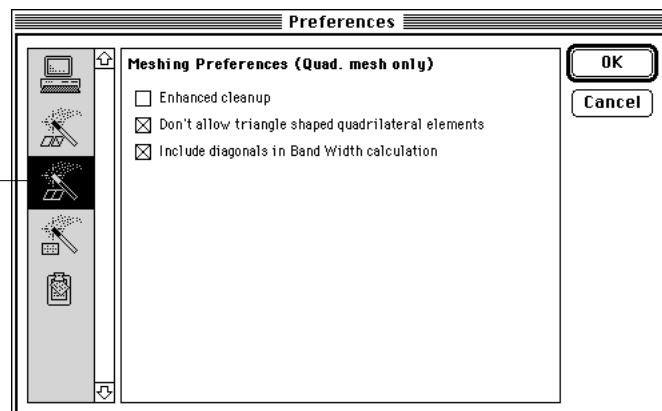 Preferences
Meshing Preferences (Quad. mesh only)
Enhanced cleanup
Don't allow triangle shaped quadrilateral elements
Include diagonals in Band Width calculation
OK
Cancel